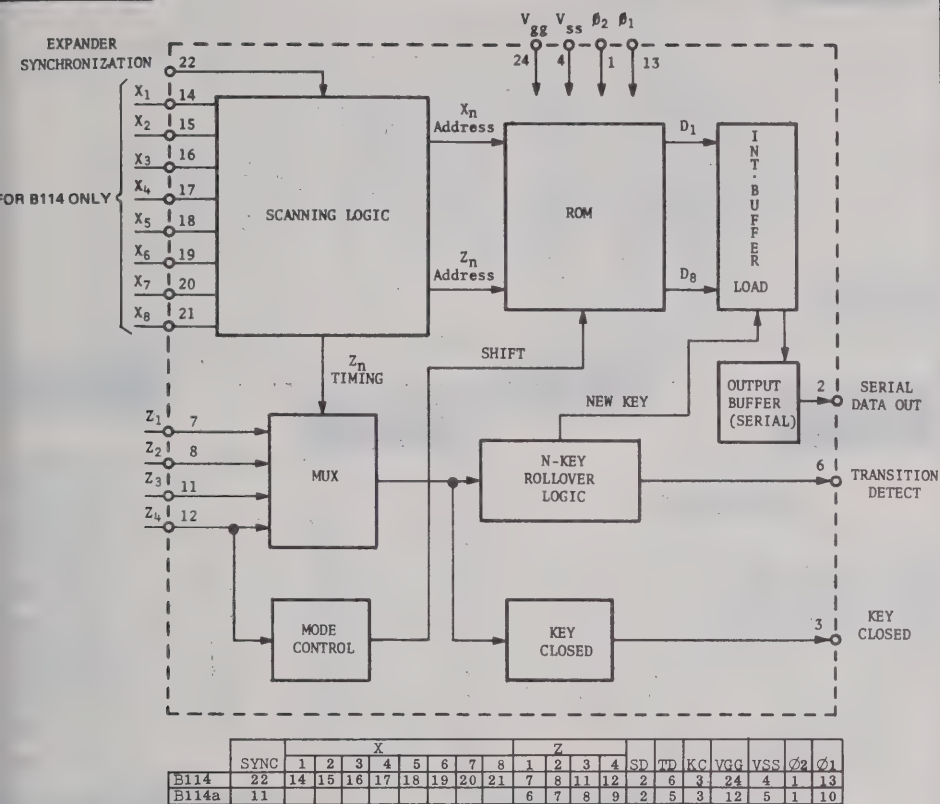 V_gg V_ss ϕ2 ϕ1
24 4 1 13
EXPANDER
SYNCHRONIZATION
22
X1 14
X2 15
X3 16
X4 17
X5 18
X6 19
X7 20
X8 21
FOR B114 ONLY
SCANNING LOGIC
Xn
Address
Zn
Address
ROM
D1
D8
INT. BUFFER
LOAD
Zn
TIMING
SHIFT
NEW KEY
OUTPUT
BUFFER
(SERIAL)
2
SERIAL
DATA OUT
Z1 7
Z2 8
Z3 11
Z4 12
MUX
N-KEY
ROLLOVER
LOGIC
6
TRANSITION
DETECT
MODE
CONTROL
KEY
CLOSED
3
KEY
CLOSED
X Z
SYNC 1 2 3 4 5 6 7 8 1 2 3 4 SD TD KC VGG VSS Ø2 Ø1
B114 22 14 15 16 17 18 19 20 21 7 8 11 12 2 6 3 24 4 1 13
B114a 11 6 7 8 9 2 5 3 12 5 1 10